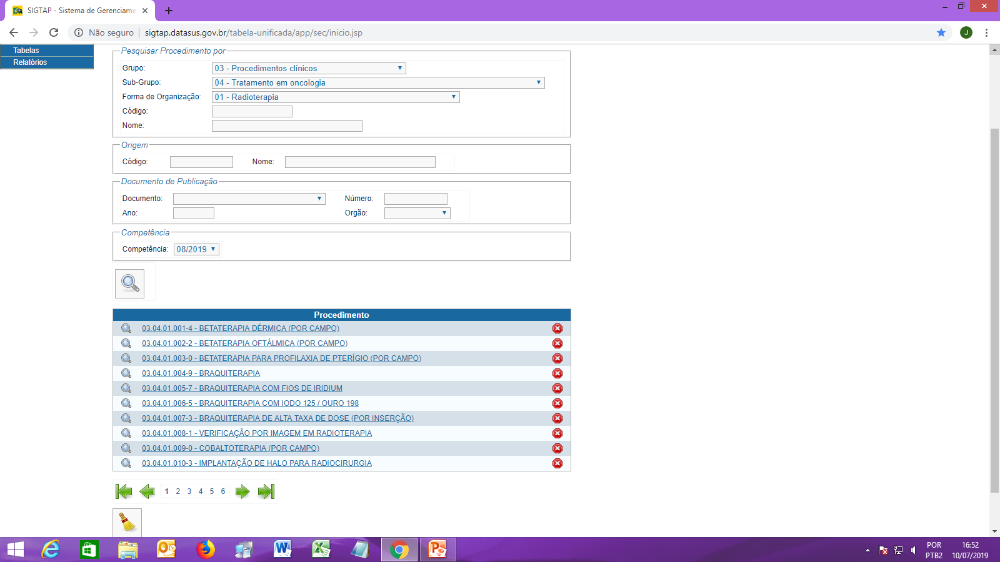 SIGTAP - Sistema de Gerenciame
Não seguro
sigtap.datasus.gov.br/tabela-unificada/app/sec/inicio.jsp
J
Tabelas
Relatórios
Pesquisar Procedimento por
Grupo: 03 - Procedimentos clínicos
Sub-Grupo: 04 - Tratamento em oncologia
Forma de Organização: 01 - Radioterapia
Código:
Nome:
Origem
Código: Nome:
Documento de Publicação
Documento: Número:
Ano: Orgão:
Competência
Competência: 08/2019
Procedimento
03.04.01.001-4 - BETATERAPIA DÉRMICA (POR CAMPO)
03.04.01.002-2 - BETATERAPIA OFTÁLMICA (POR CAMPO)
03.04.01.003-0 - BETATERAPIA PARA PROFILAXIA DE PTERÍGIO (POR CAMPO)
03.04.01.004-9 - BRAQUITERAPIA
03.04.01.005-7 - BRAQUITERAPIA COM FIOS DE IRIDIUM
03.04.01.006-5 - BRAQUITERAPIA COM IODO 125 / OURO 198
03.04.01.007-3 - BRAQUITERAPIA DE ALTA TAXA DE DOSE (POR INSERÇÃO)
03.04.01.008-1 - VERIFICAÇÃO POR IMAGEM EM RADIOTERAPIA
03.04.01.009-0 - COBALTOTERAPIA (POR CAMPO)
03.04.01.010-3 - IMPLANTAÇÃO DE HALO PARA RADIOCIRURGIA
1 2 3 4 5 6
POR 16:52
PTB2 10/07/2019